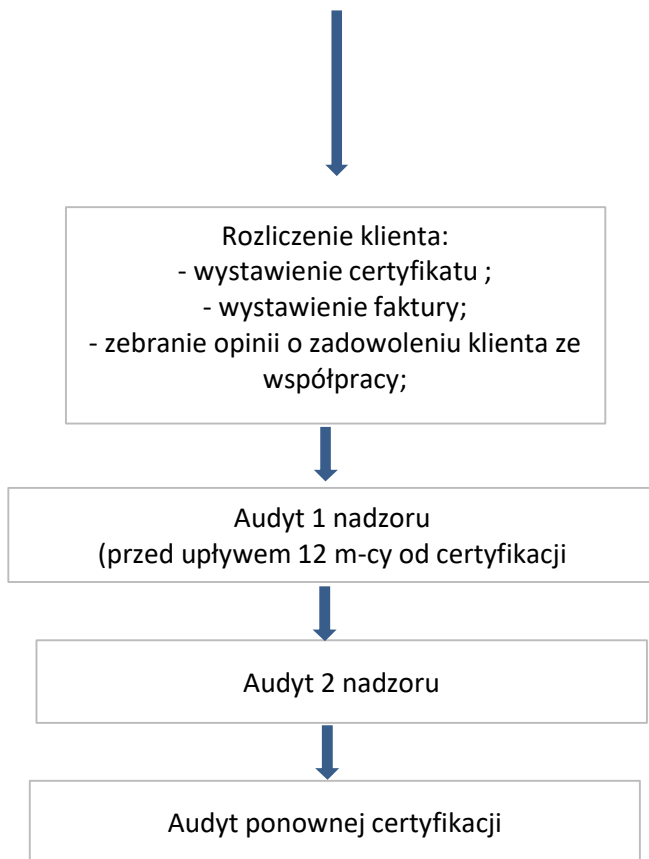 Rozliczenie klienta:
- wystawienie certyfikatu ;
- wystawienie faktury;
- zebranie opinii o zadowoleniu klienta ze
współpracy;
Audyt 1 nadzoru
(przed upływem 12 m-cy od certyfikacji
Audyt 2 nadzoru
Audyt ponownej certyfikacji